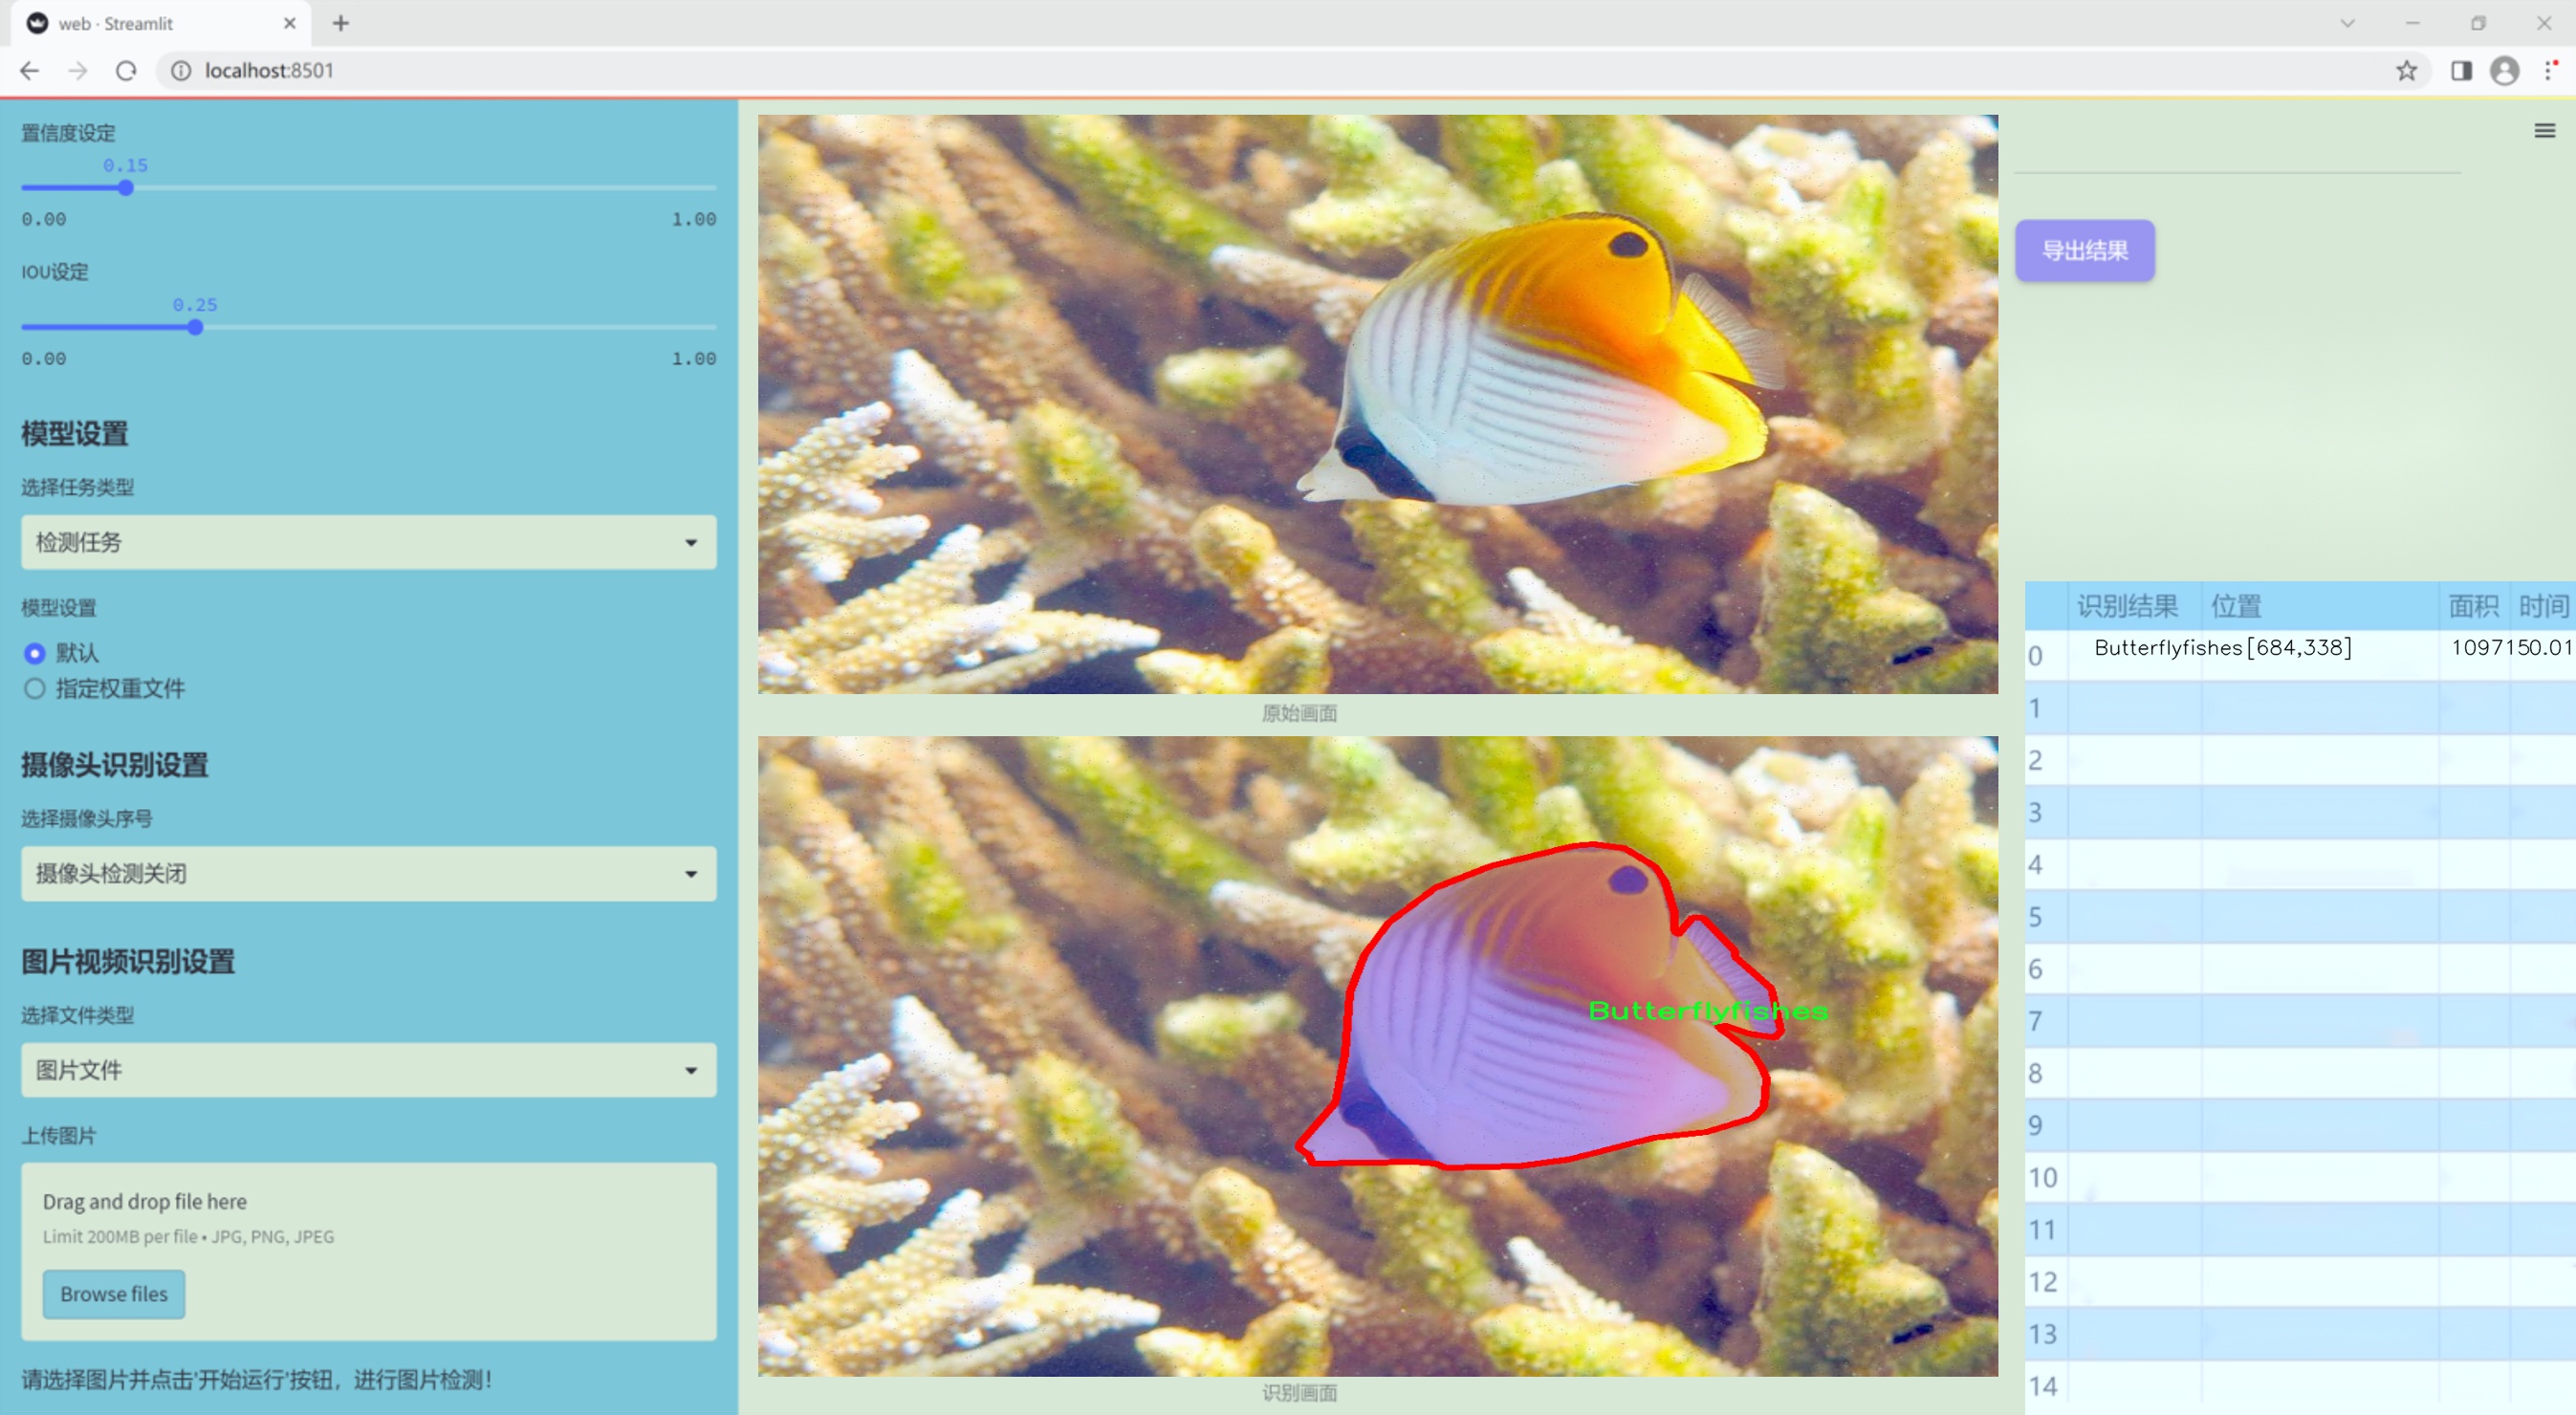 web · Streamlit
localhost:8501
置信度设定
0.15
0.00 1.00
IOU设定
0.25
0.00 1.00
模型设置
选择任务类型
检测任务
模型设置
默认
指定权重文件
摄像头识别设置
选择摄像头序号
摄像头检测关闭
图片视频识别设置
选择文件类型
图片文件
上传图片
Drag and drop file here
Limit 200MB per file • JPG, PNG, JPEG
Browse files
请选择图片并点击'开始运行'按钮，进行图片检测！
原始画面
Butterflyfishes
识别画面
导出结果
识别结果 位置 面积 时间
0 Butterflyfishes[684,338] 1097150.01
1
2
3
4
5
6
7
8
9
10
11
12
13
14